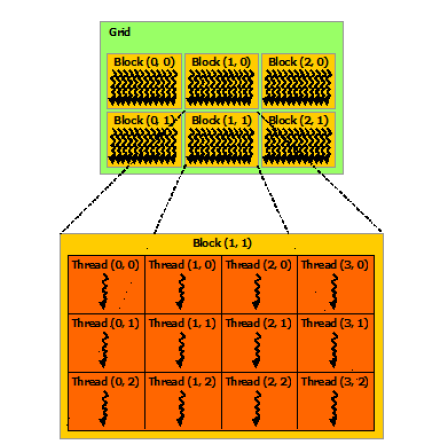 Grid
Block (0, 0) Block (1, 0) Block (2, 0)
Block (0, 1) Block (1, 1) Block (2, 1)
Block (1, 1)
Thread (0, 0) Thread (1, 0) Thread (2, 0) Thread (3, 0)
Thread (0, 1) Thread (1, 1) Thread (2, 1) Thread (3, 1)
Thread (0, 2) Thread (1, 2) Thread (2, 2) Thread (3, 2)